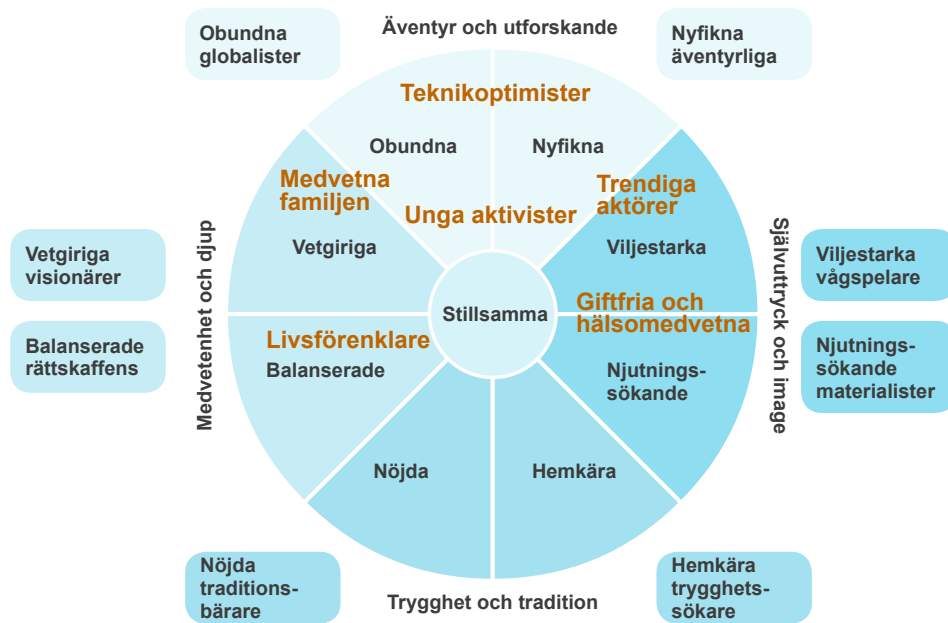 Obundna
globalister
Äventyr och utforskande
Nyfikna
äventyrliga
Teknikoptimister
Obundna
Nyfikna
Medvetna
familjen
Trendiga
aktörer
Unga aktivister
Vetgiriga
Viljestarka
Vetgiriga
visionärer
Medvetenhet och djup
Självuttryck och image
Viljestarka
vågspelare
Stillsamma
Giftfria och
hälsomedvetna
Livsförenklare
Balanserade
Balanserade
rättskaffens
Njutnings-
sökande
Njutnings-
sökande
materialister
Nöjda
Hemkära
Nöjda
traditions-
bärare
Trygghet och tradition
Hemkära
trygghets-
sökare